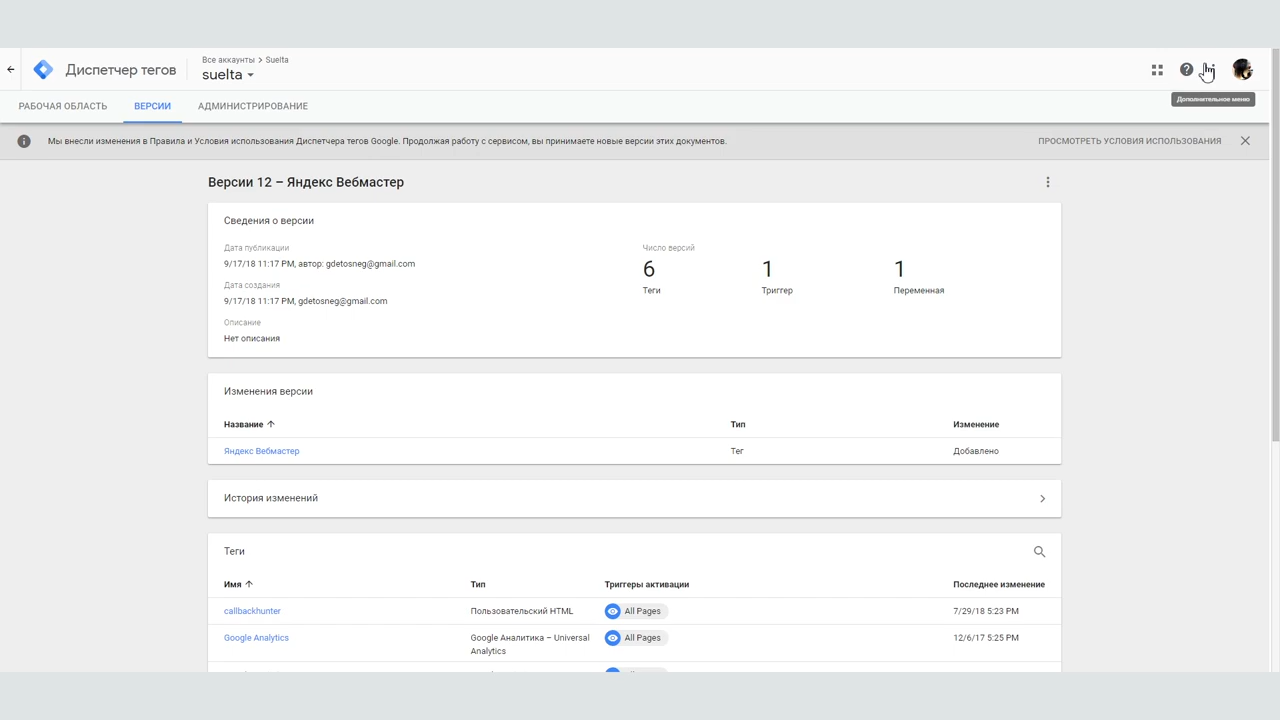 Диспетчер тегов
Все аккаунты > Suelta
suelta
Дополнительное меню
РАБОЧАЯ ОБЛАСТЬ ВЕРСИИ АДМИНИСТРИРОВАНИЕ
Мы внесли изменения в Правила и Условия использования Диспетчера тегов Google. Продолжая работу с сервисом, вы принимаете новые версии этих документов. ПРОСМОТРЕТЬ УСЛОВИЯ ИСПОЛЬЗОВАНИЯ
Версии 12 – Яндекс Вебмастер
Сведения о версии
Дата публикации
9/17/18 11:17 PM, автор: gdetosneg@gmail.com
Дата создания
9/17/18 11:17 PM, gdetosneg@gmail.com
Описание
Нет описания
Число версий
6 1 1
Теги Триггер Переменная
Изменения версии
Название Тип Изменение
Яндекс Вебмастер Тег Добавлено
История изменений
Теги
Имя Тип Триггеры активации Последнее изменение
callbackhunter Пользовательский HTML All Pages 7/29/18 5:23 PM
Google Analytics Google Аналитика – Universal All Pages 12/6/17 5:25 PM
Analytics